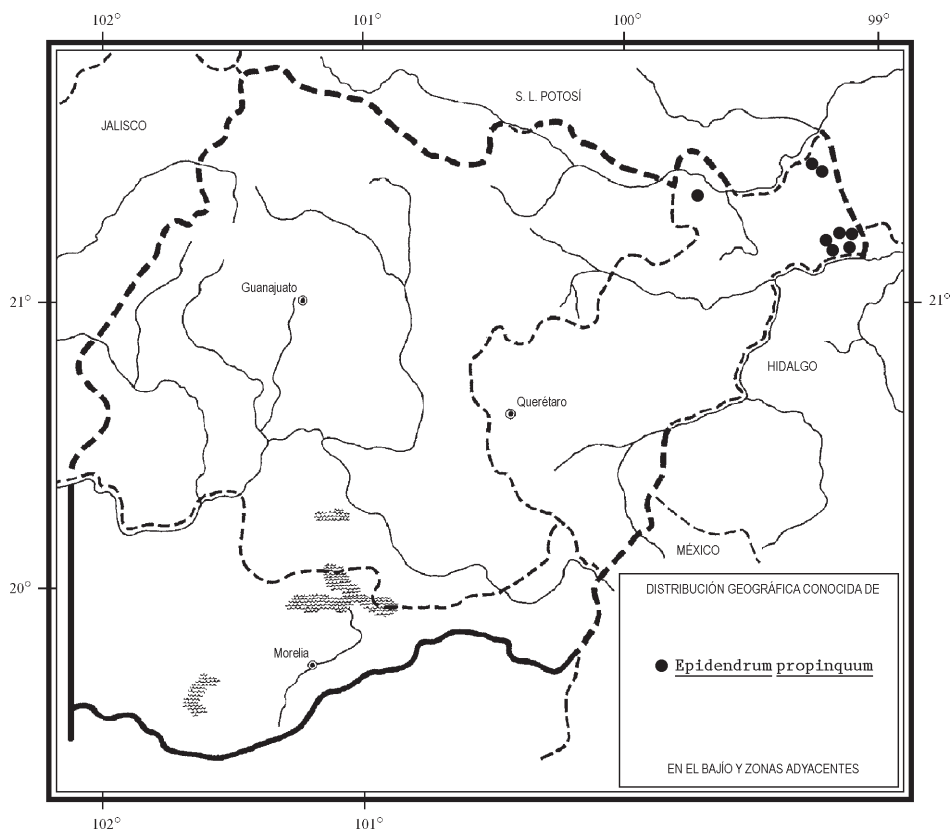 102° 101° 100° 99°
S. L. POTOSÍ
JALISCO
Guanajuato
21° 21°
HIDALGO
Querétaro
MÉXICO
20°
DISTRIBUCIÓN GEOGRÁFICA CONOCIDA DE
Morelia
Epidendrum propinquum
EN EL BAJÍO Y ZONAS ADYACENTES
102° 101°